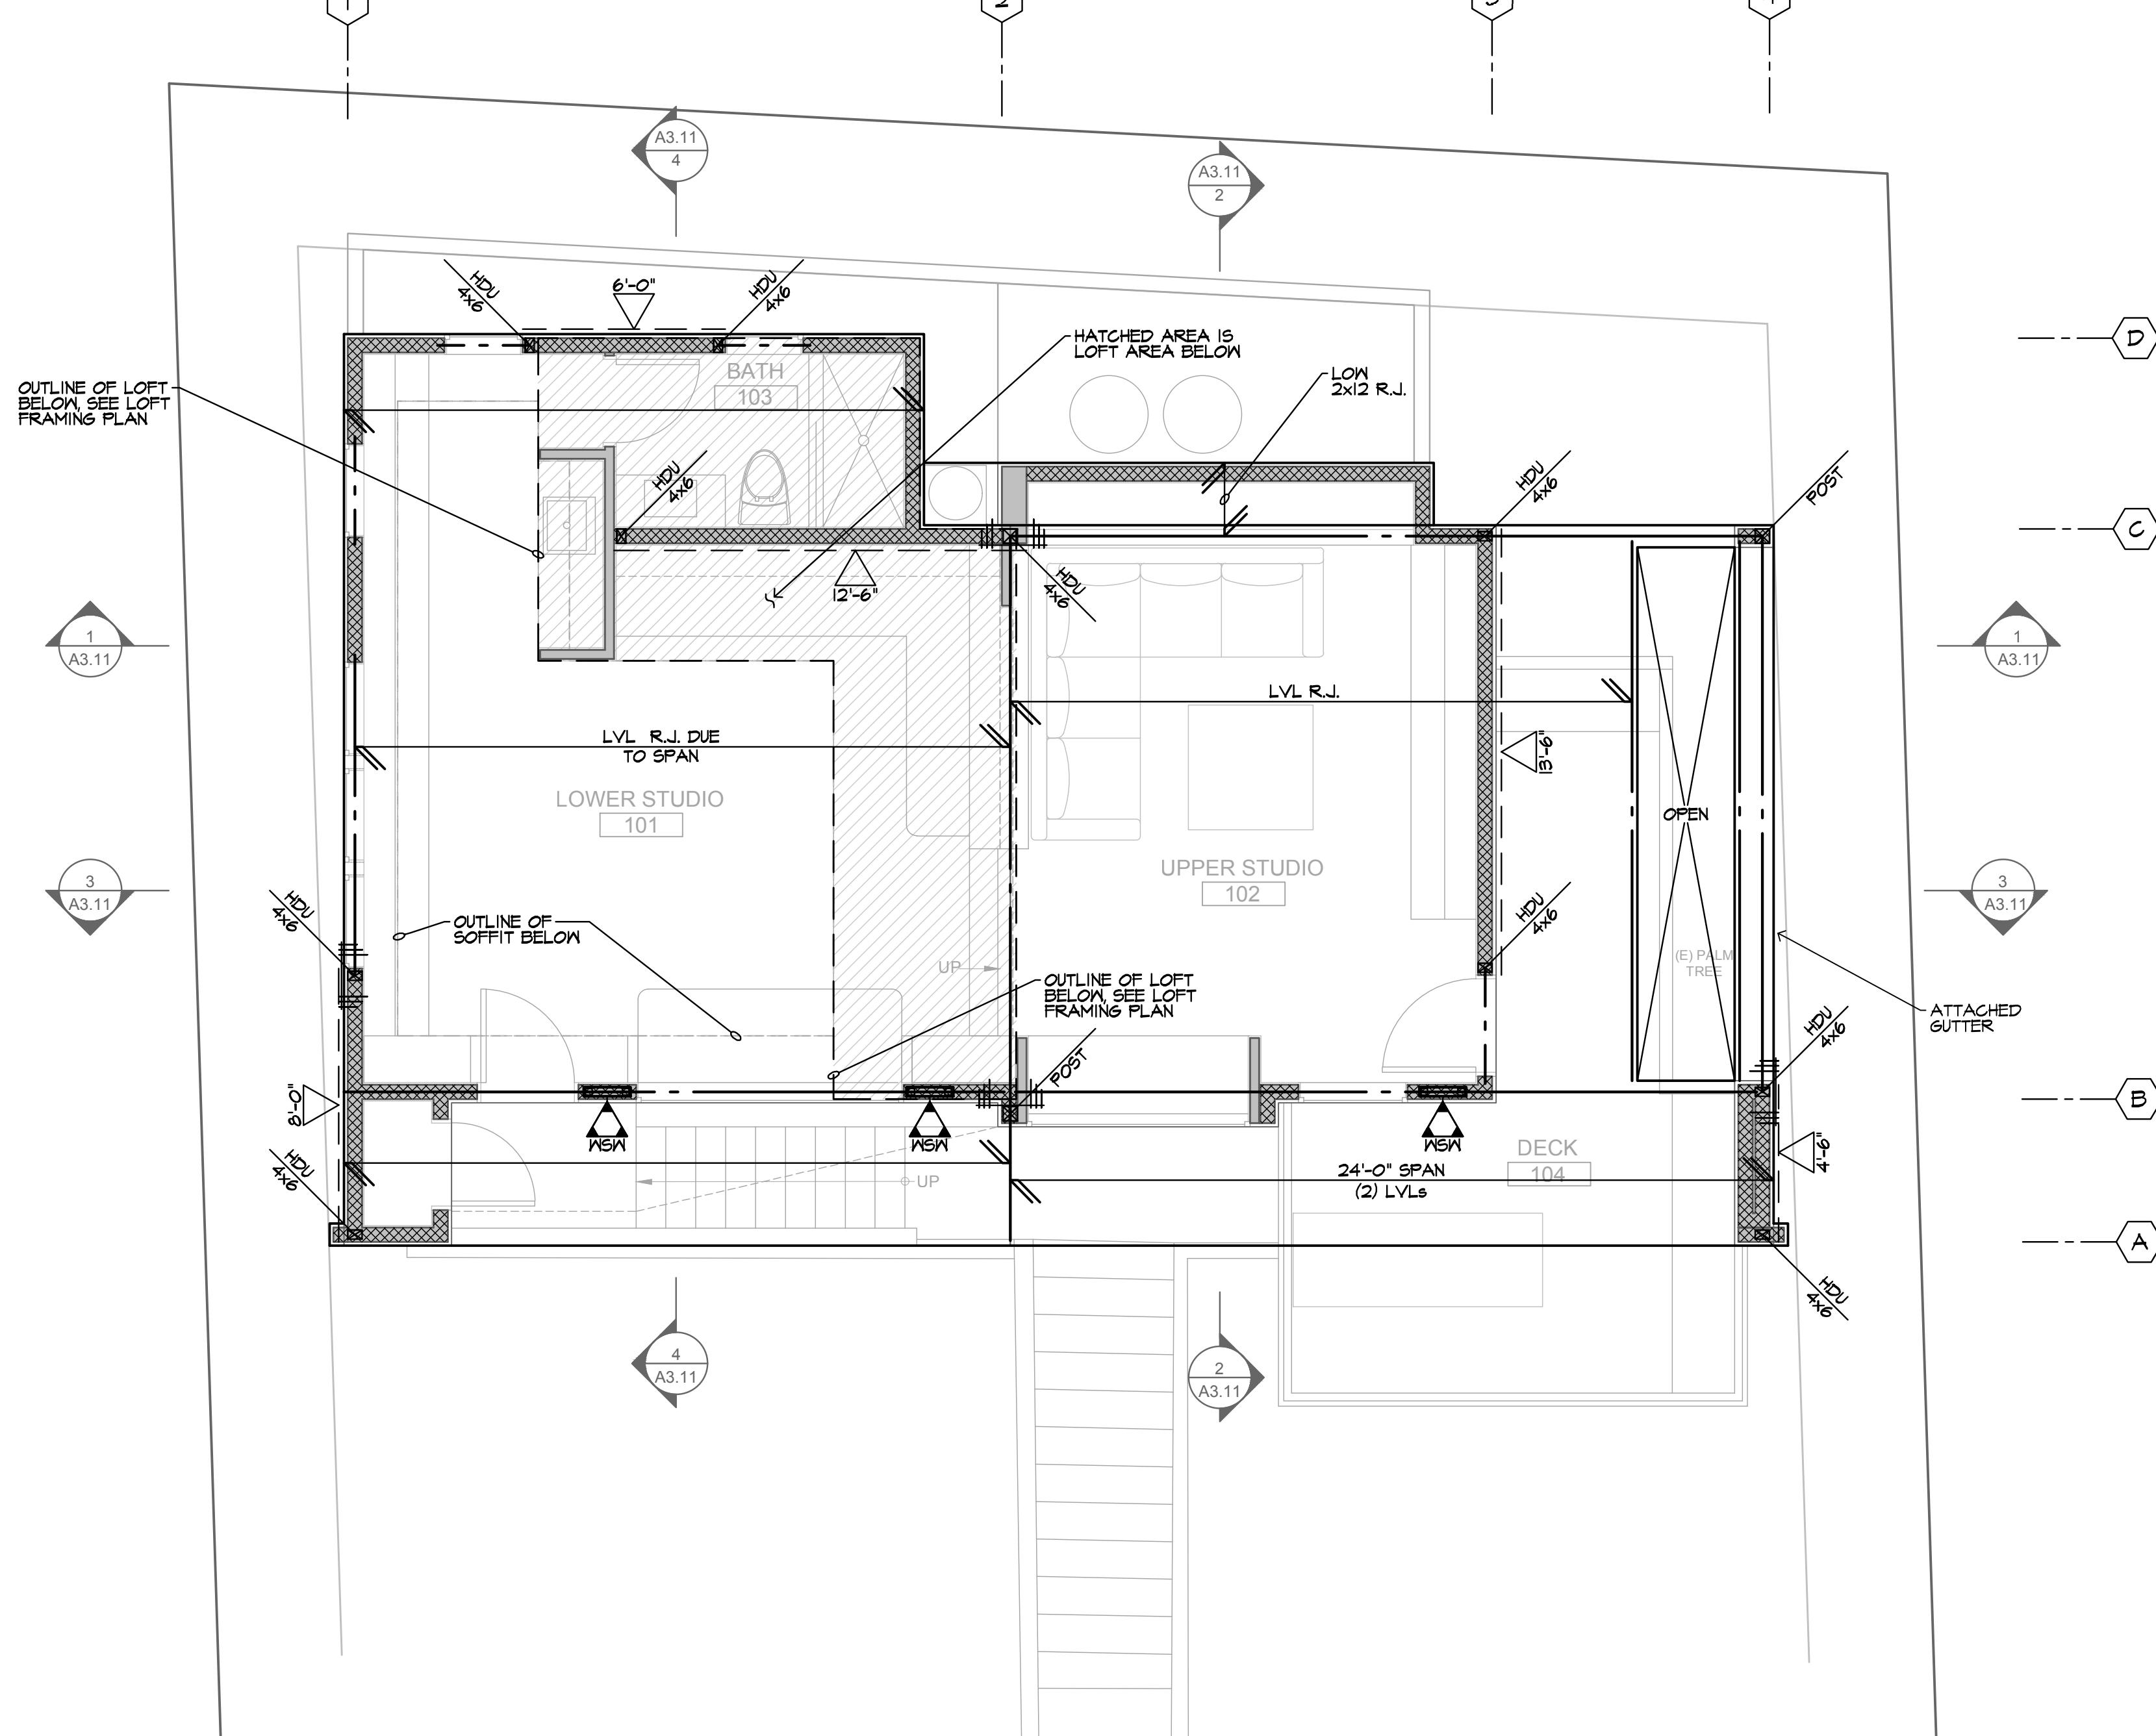 2
A3.11
4
A3.11
2
HDU
4x6
6'-0"
HDU
4x6
D
HATCHED AREA IS
LOFT AREA BELOW
LOW
2x12 R.J.
OUTLINE OF LOFT
BELOW, SEE LOFT
FRAMING PLAN
BATH
103
HDU
4x6
HDU
4x6
POST
C
12'-6"
HDU
4x6
1
A3.11
1
A3.11
LVL R.J.
LVL R.J. DUE
TO SPAN
13'-6"
LOWER STUDIO
101
OPEN
UPPER STUDIO
102
3
A3.11
3
A3.11
HDU
4x6
OUTLINE OF
SOFFIT BELOW
HDU
4x6
(E) PALM
TREE
UP
OUTLINE OF LOFT
BELOW, SEE LOFT
FRAMING PLAN
ATTACHED
GUTTER
HDU
4x6
POST
8'-0"
B
WSW
WSW
WSW
DECK
104
4'-6"
HDU
4x6
UP
24'-0" SPAN
(2) LVLs
A
HDU
4x6
4
A3.11
2
A3.11